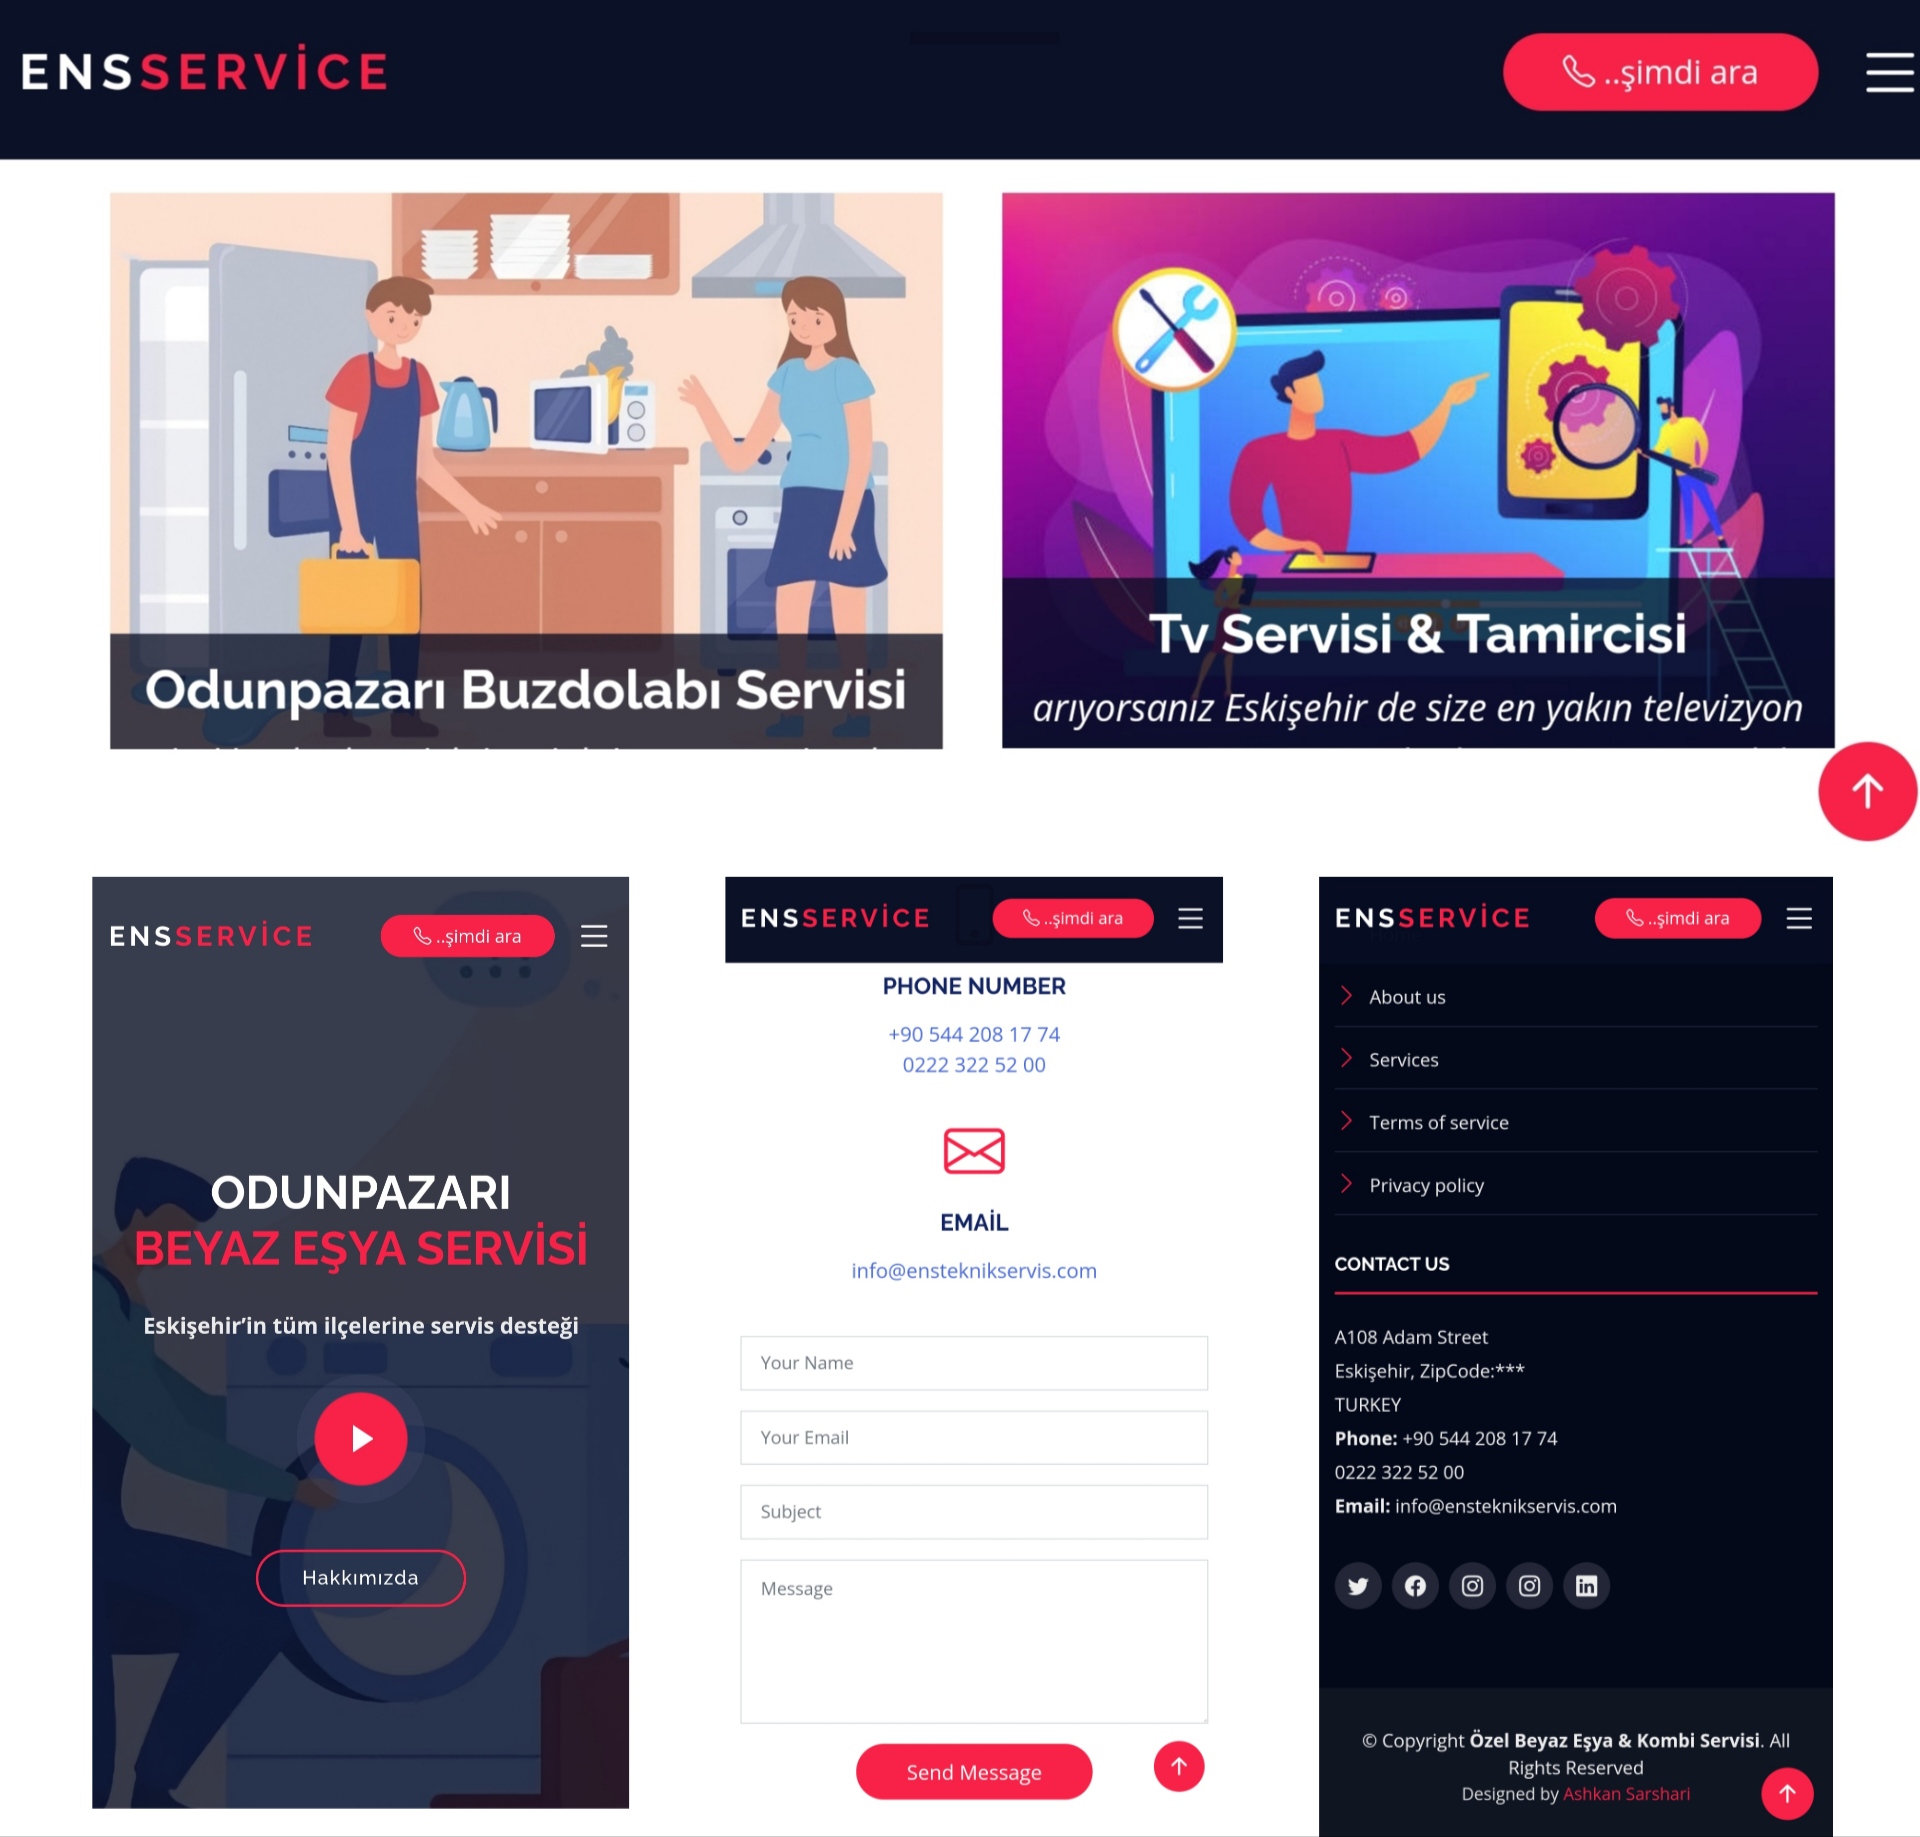 ENSSERVİCE
..şimdi ara
Odunpazarı Buzdolabı Servisi
Tv Servisi & Tamircisi
arıyorsanız Eskişehir de size en yakın televizyon
ENSSERVİCE
..şimdi ara
ODUNPAZARI
BEYAZ EŞYA SERVİSİ
Eskişehir’in tüm ilçelerine servis desteği
Hakkımızda
ENSSERVİCE
..şimdi ara
PHONE NUMBER
+90 544 208 17 74
0222 322 52 00
EMAİL
info@ensteknikservis.com
Your Name
Your Email
Subject
Message
Send Message
ENSSERVİCE
..şimdi ara
About us
Services
Terms of service
Privacy policy
CONTACT US
A108 Adam Street
Eskişehir, ZipCode:***
TURKEY
Phone: +90 544 208 17 74
0222 322 52 00
Email: info@ensteknikservis.com
© Copyright Özel Beyaz Eşya & Kombi Servisi. All
Rights Reserved
Designed by Ashkan Sarshari